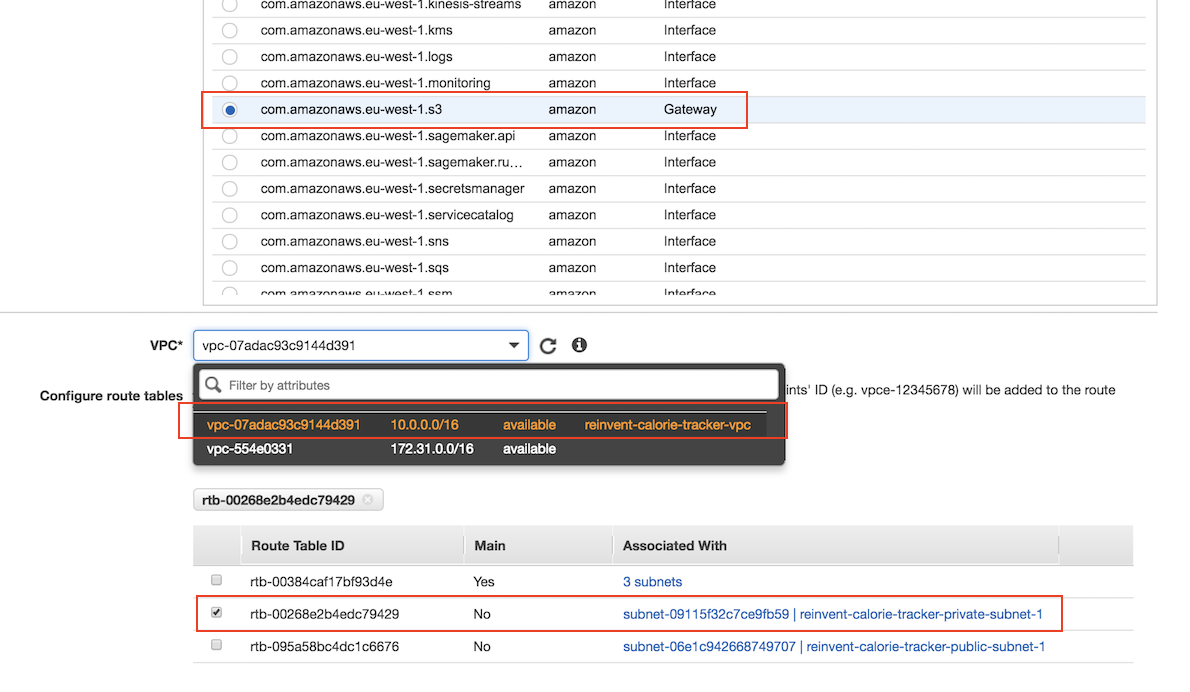 com.amazonaws.eu-west-1.kinesis-streams amazon Interface
com.amazonaws.eu-west-1.kms amazon Interface
com.amazonaws.eu-west-1.logs amazon Interface
com.amazonaws.eu-west-1.monitoring amazon Interface
com.amazonaws.eu-west-1.s3 amazon Gateway
com.amazonaws.eu-west-1.sagemaker.api amazon Interface
com.amazonaws.eu-west-1.sagemaker.ru... amazon Interface
com.amazonaws.eu-west-1.secretsmanager amazon Interface
com.amazonaws.eu-west-1.servicecatalog amazon Interface
com.amazonaws.eu-west-1.sns amazon Interface
com.amazonaws.eu-west-1.sqs amazon Interface
com.amazonaws.eu-west-1.ssm amazon Interface
VPC* vpc-07adac93c9144d391
Filter by attributes
Configure route tables ints' ID (e.g. vpce-12345678) will be added to the route
vpc-07adac93c9144d391 10.0.0.0/16 available reinvent-calorie-tracker-vpc
vpc-554e0331 172.31.0.0/16 available
rtb-00268e2b4edc79429
Route Table ID Main Associated With
rtb-00384caf17bf93d4e Yes 3 subnets
rtb-00268e2b4edc79429 No subnet-09115f32c7ce9fb59 | reinvent-calorie-tracker-private-subnet-1
rtb-095a58bc4dc1c6676 No subnet-06e1c942668749707 | reinvent-calorie-tracker-public-subnet-1